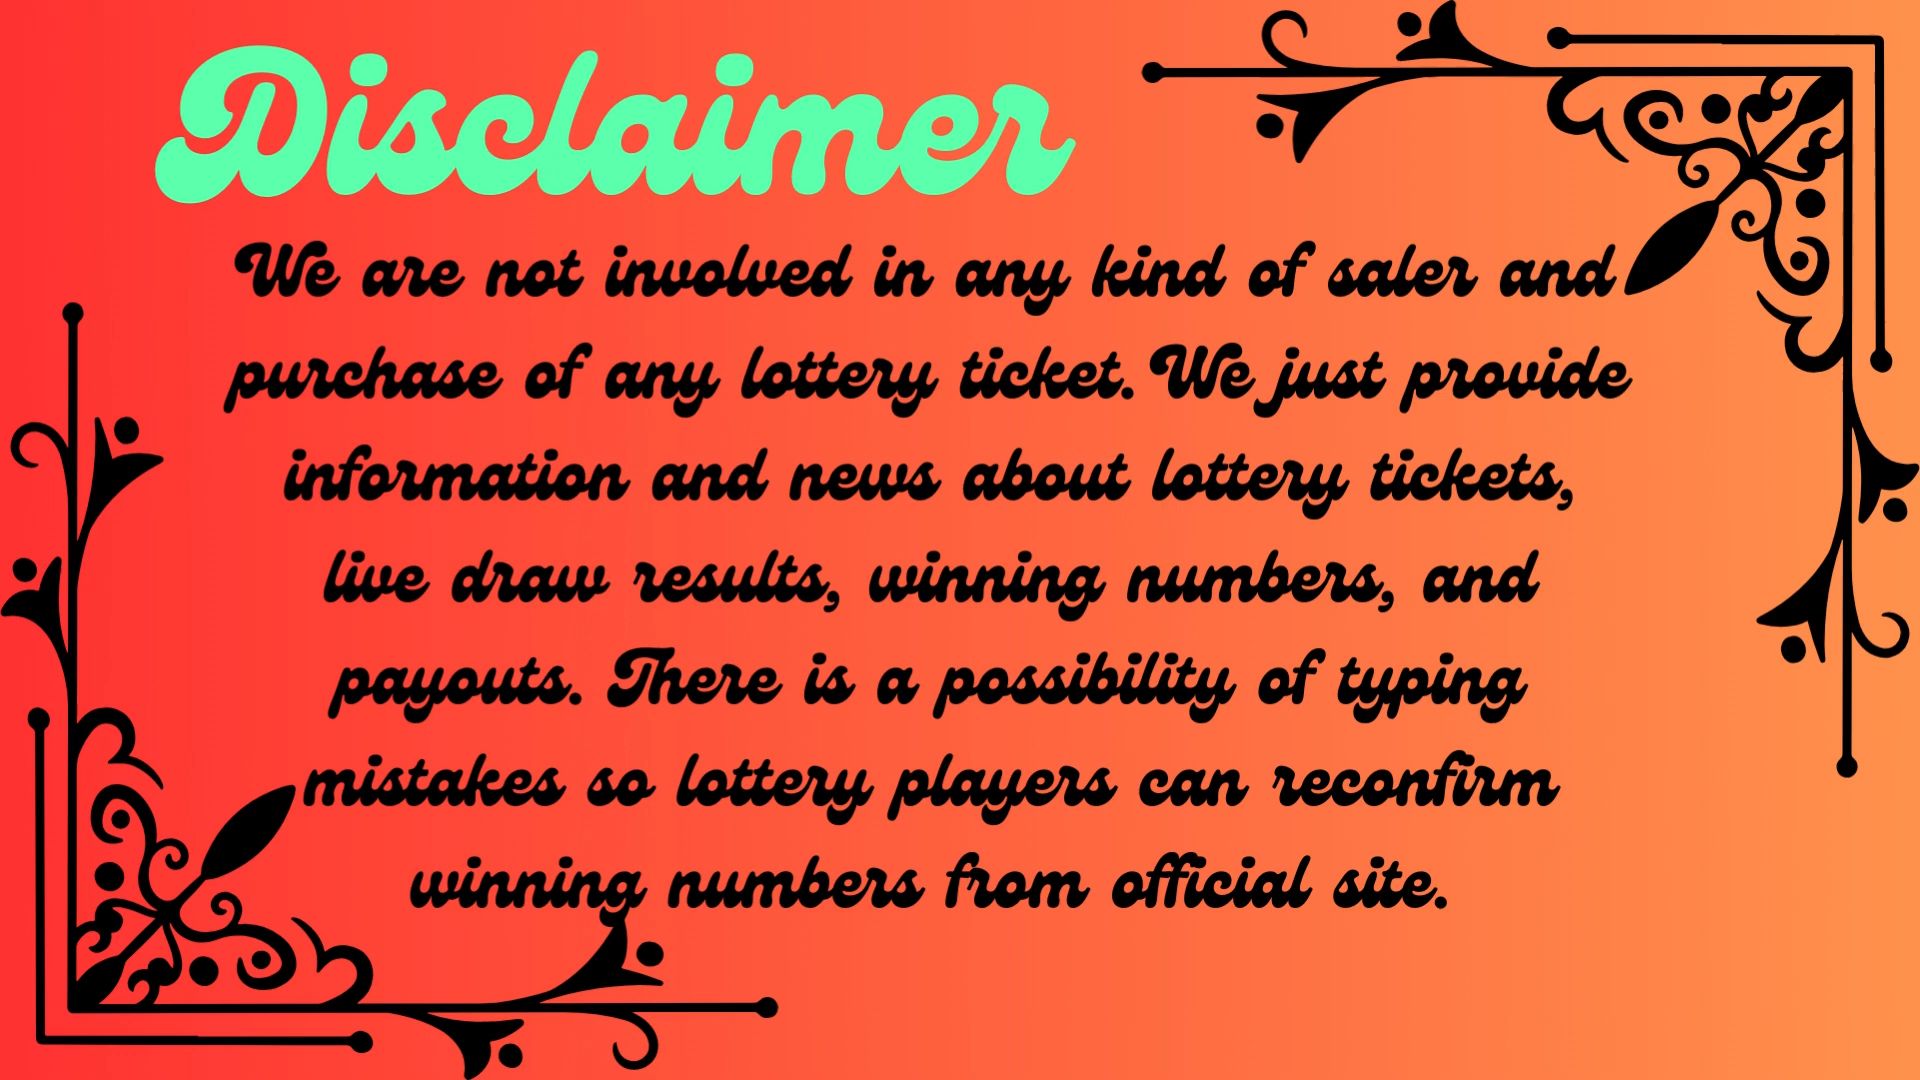 Disclaimer
We are not involved in any kind of saler and
purchase of any lottery ticket. We just provide
information and news about lottery tickets,
live draw results, winning numbers, and
payouts. There is a possibility of typing
mistakes so lottery players can reconfirm
winning numbers from official site.